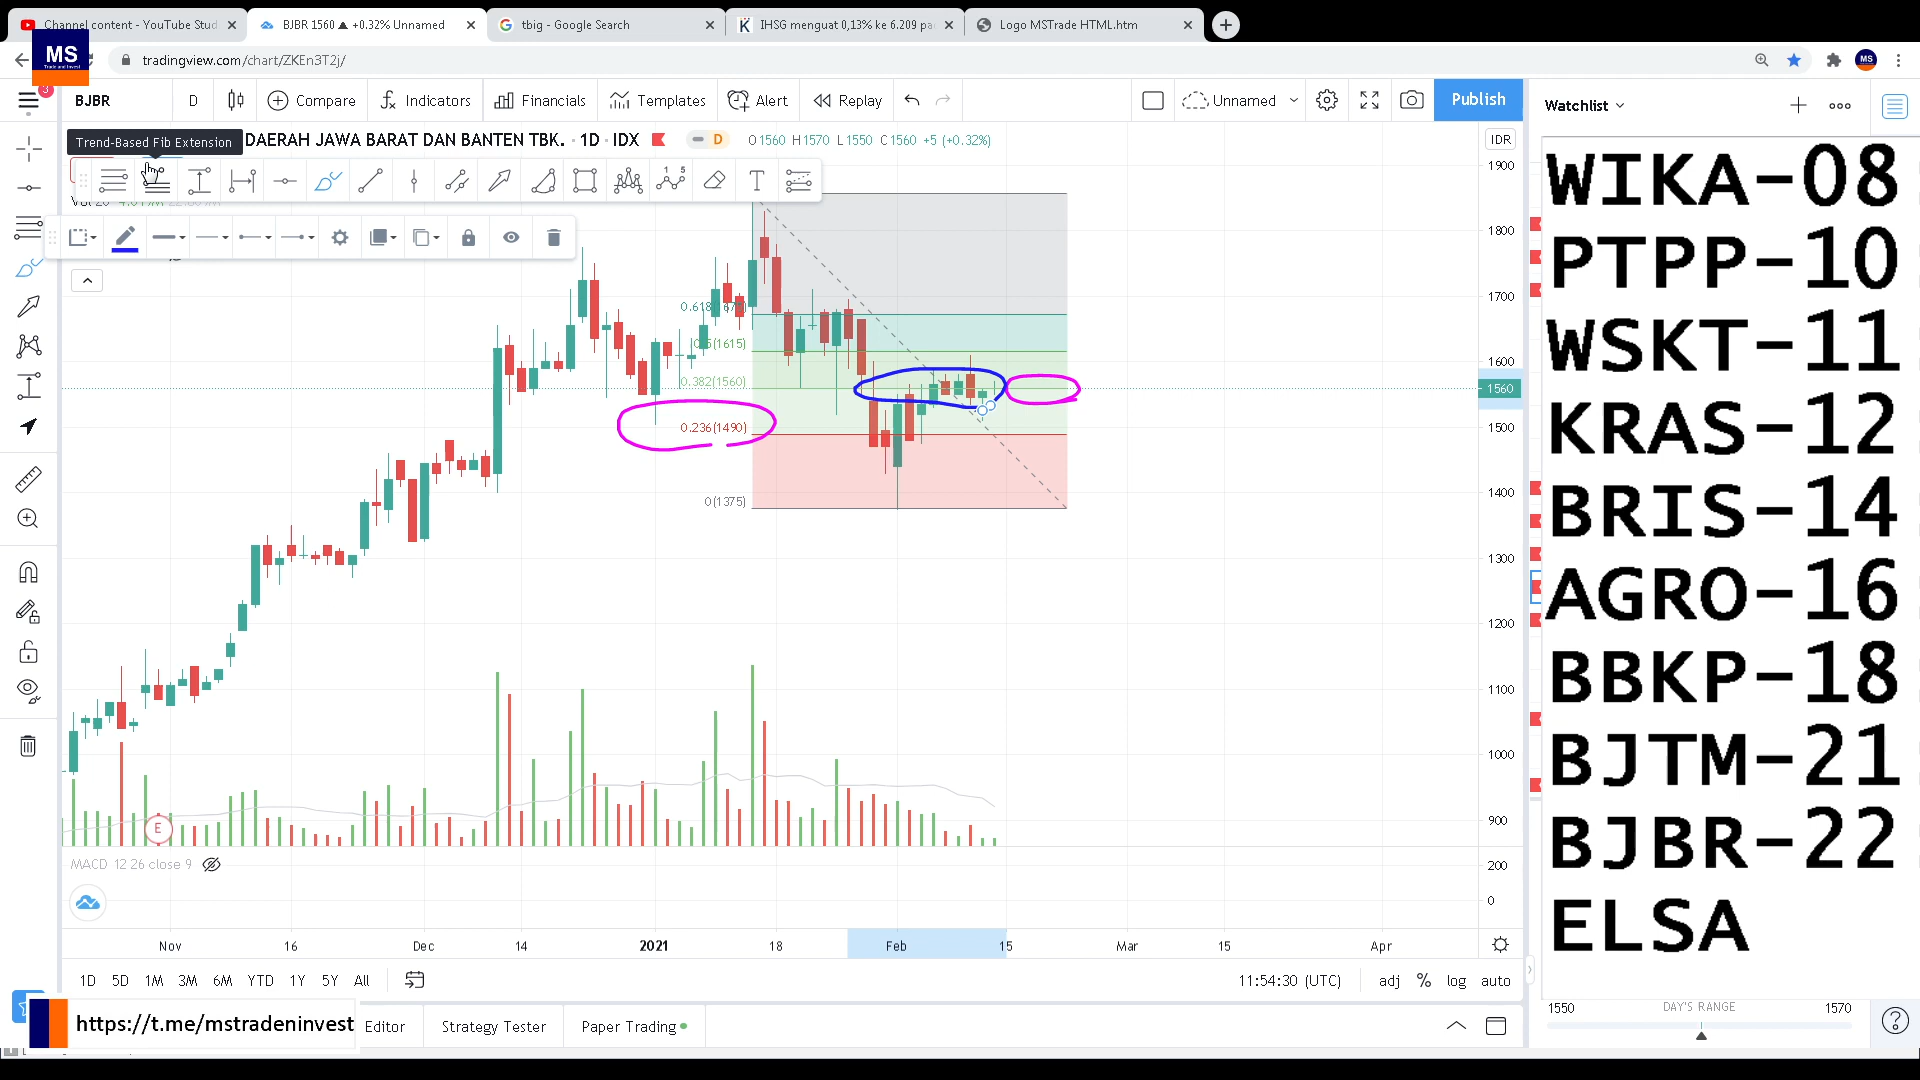 Content - YouTube Stud
BJBR 1560 ▲ +0.32% Unnamed
tbig - Google Search
IHSG menguat 0,13% ke 6.209 pa
Logo MSTrade HTML.htm
MS
Trade and Invest
tradingview.com/chart/ZKEn3T2j/
MS
3
BJBR
D
Compare
Indicators
Financials
Templates
Alert
Replay
Unnamed
Publish
Watchlist
Trend-Based Fib Extension
DAERAH JAWA BARAT DAN BANTEN TBK. · 1D · IDX
D
O1560 H1570 L1550 C1560 +5 (+0.32%)
IDR
1900
1800
1700
1600
1560
1500
1400
1300
1200
1100
1000
900
200
0
0.5(1615)
0.382(1560)
0.236(1490)
0(1375)
E
MACD 12 26 close 9
Nov 16 Dec 14 2021 18 Feb 15 Mar 15 Apr
1D 5D 1M 3M 6M YTD 1Y 5Y All
11:54:30 (UTC)
adj % log auto
https://t.me/mstradeninvest
Editor
Strategy Tester
Paper Trading
WIKA-08
PTPP-10
WSKT-11
KRAS-12
BRIS-14
AGRO-16
BBKP-18
BJTM-21
BJBR-22
ELSA
1550 DAY'S RANGE 1570